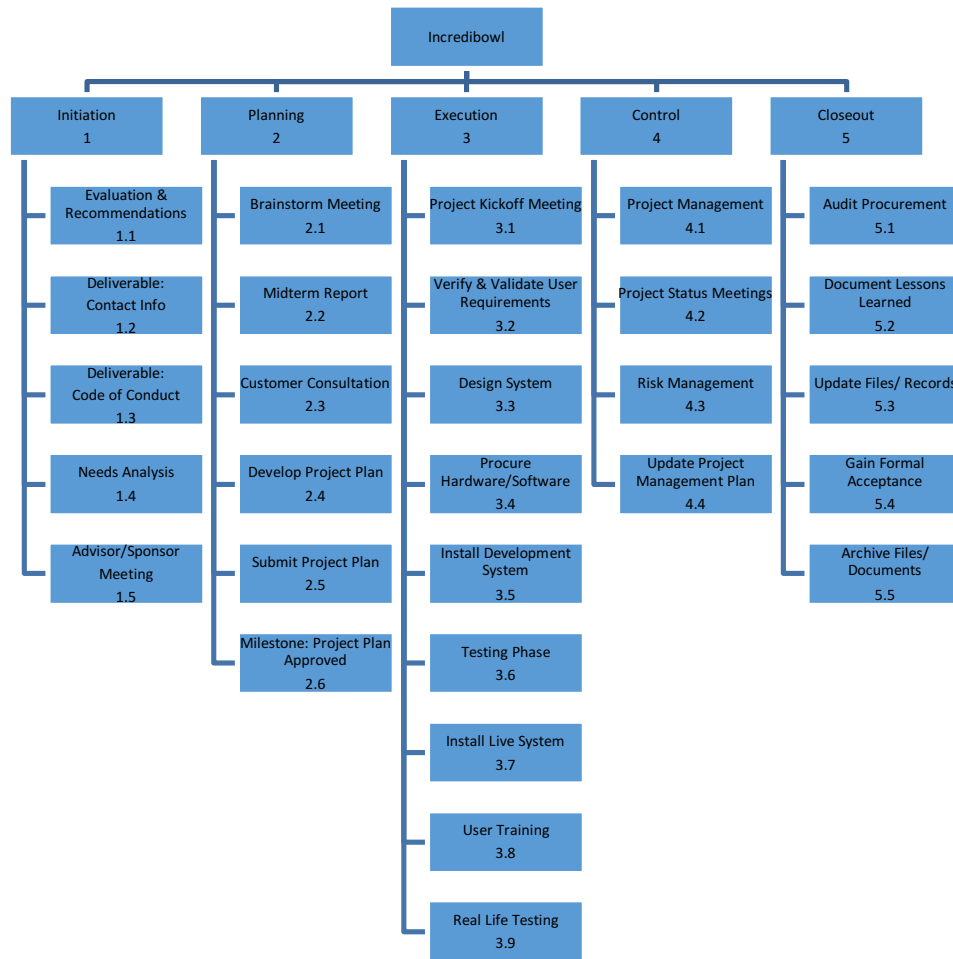 Incredibowl
Initiation
1
Planning
2
Execution
3
Control
4
Closeout
5
Evaluation &
Recommendations
1.1
Deliverable:
Contact Info
1.2
Deliverable:
Code of Conduct
1.3
Needs Analysis
1.4
Advisor/Sponsor
Meeting
1.5
Brainstorm Meeting
2.1
Midterm Report
2.2
Customer Consultation
2.3
Develop Project Plan
2.4
Submit Project Plan
2.5
Milestone: Project Plan
Approved
2.6
Project Kickoff Meeting
3.1
Verify & Validate User
Requirements
3.2
Design System
3.3
Procure
Hardware/Software
3.4
Install Development
System
3.5
Testing Phase
3.6
Install Live System
3.7
User Training
3.8
Real Life Testing
3.9
Project Management
4.1
Project Status Meetings
4.2
Risk Management
4.3
Update Project
Management Plan
4.4
Audit Procurement
5.1
Document Lessons
Learned
5.2
Update Files/ Records
5.3
Gain Formal
Acceptance
5.4
Archive Files/
Documents
5.5